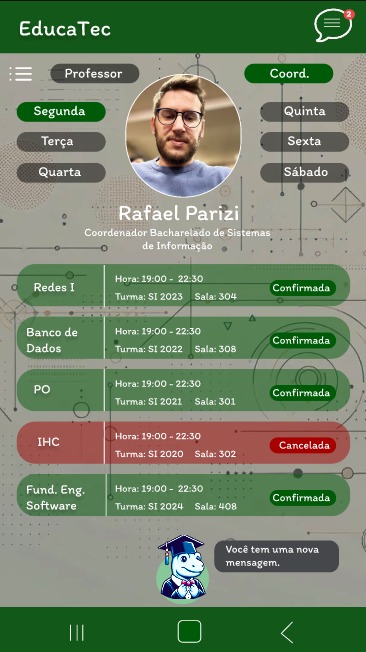 EducaTec
2
Professor
Coord.
Segunda
Quinta
Terça
Sexta
Quarta
Sábado
Rafael Parizi
Coordenador Bacharelado de Sistemas
de Informação
Redes I
Hora: 19:00 - 22:30
Turma: SI 2023 Sala: 304
Confirmada
Banco de
Dados
Hora: 19:00 - 22:30
Turma: SI 2022 Sala: 308
Confirmada
PO
Hora: 19:00 - 22:30
Turma: SI 2021 Sala: 301
Confirmada
IHC
Hora: 19:00 - 22:30
Turma: SI 2020 Sala: 302
Cancelada
Fund. Eng.
Software
Hora: 19:00 - 22:30
Turma: SI 2024 Sala: 408
Confirmada
Você tem uma nova
mensagem.